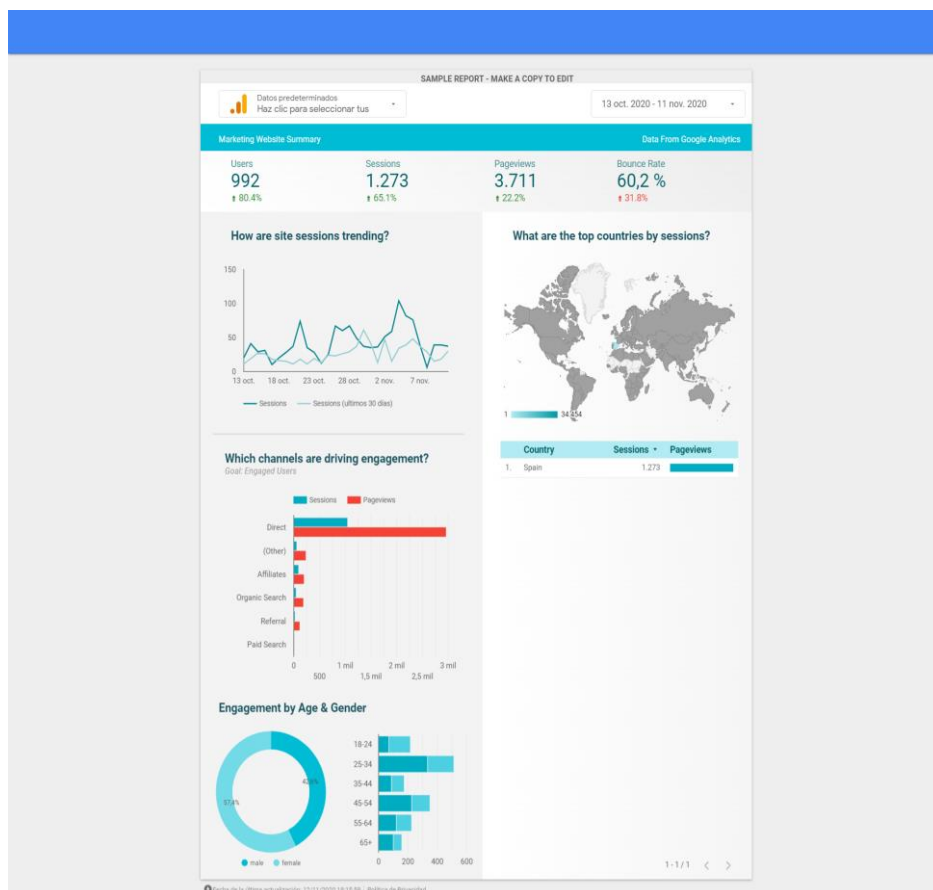 SAMPLE REPORT - MAKE A COPY TO EDIT
Datos predeterminados
Haz clic para seleccionar tus
13 oct. 2020 - 11 nov. 2020
Marketing Website Summary
Data From Google Analytics
Users
992
80.4%
Sessions
1.273
65.1%
Pageviews
3.711
22.2%
Bounce Rate
60,2 %
31.8%
How are site sessions trending?
150
100
50
0
13 oct. 18 oct. 23 oct. 28 oct. 2 nov. 7 nov.
Sessions Sessions (últimos 30 días)
What are the top countries by sessions?
1 34.454
Country Sessions Pageviews
1. Spain 1.273
Which channels are driving engagement?
Goal: Engaged Users
Sessions Pageviews
Direct
(Other)
Affiliates
Organic Search
Referral
Paid Search
0 1 mil 2 mil 3 mil
500 1,5 mil 2,5 mil
Engagement by Age & Gender
57,4%
male female
18-24
25-34
35-44
45-54
55-64
65+
0 200 400 600
1-1/1